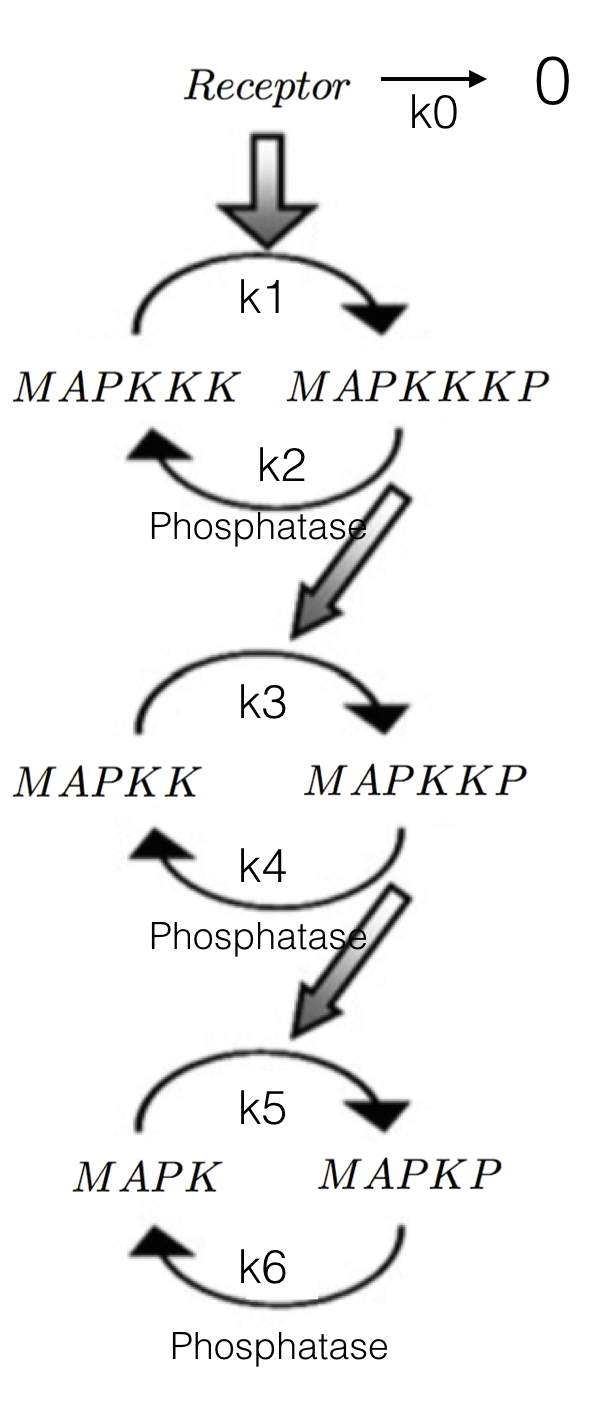 Receptor 0
k0
k1
MAPKKK MAPKKKP
k2
Phosphatase
k3
MAPKK MAPKKP
k4
Phosphatase
k5
MAPK MAPKP
k6
Phosphatase